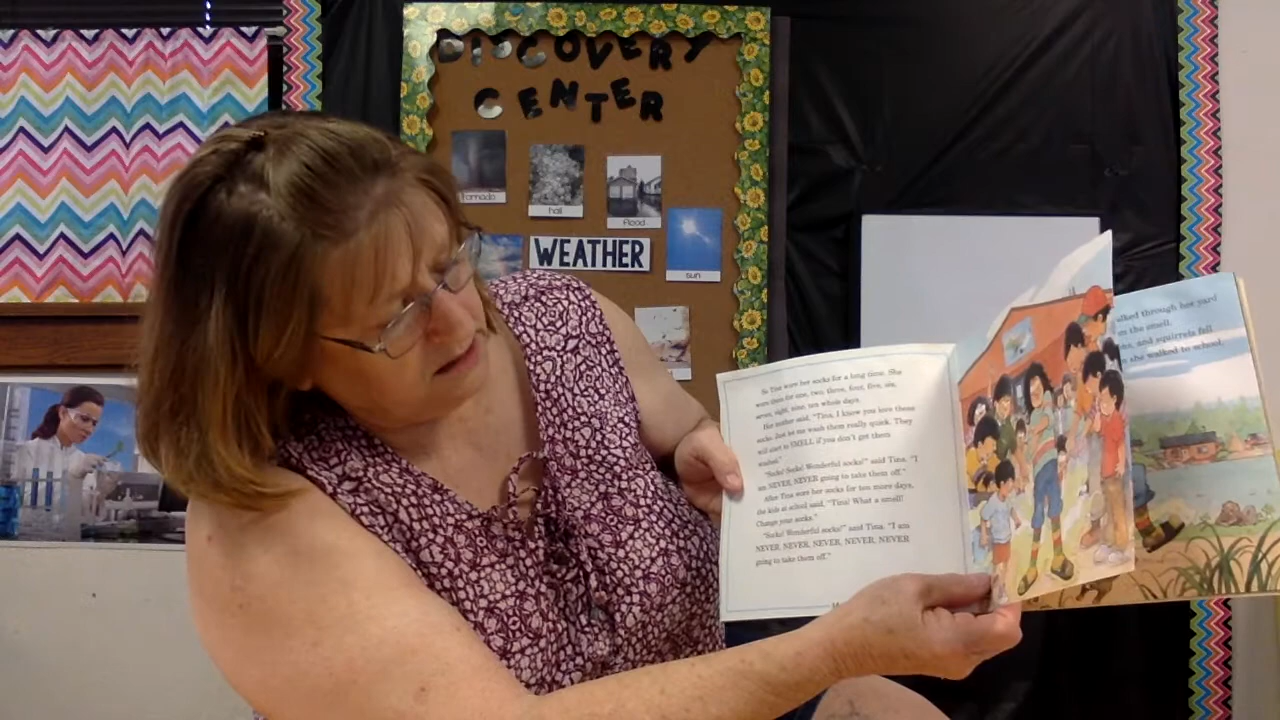 DISCOVERY
CENTER
tornado
hail
flood
WEATHER
sun
So Tina wore her socks for a long time. She
wore them for one, two, three, four, five, six,
seven, eight, nine, ten whole days.
Her mother said, "Tina, I know you love those
socks. Just let me wash them really quick. They
will start to SMELL if you don't get them
washed."
"Socks! Socks! Wonderful socks!" said Tina. "I
am NEVER, NEVER going to take them off."
After Tina wore her socks for ten more days,
the kids at school said, "Tina! What a smell!
Change your socks."
"Socks! Wonderful socks!" said Tina. "I am
NEVER, NEVER, NEVER, NEVER, NEVER
going to take them off."
alked through her yard
m the smell.
and squirrels fell
she walked to school.